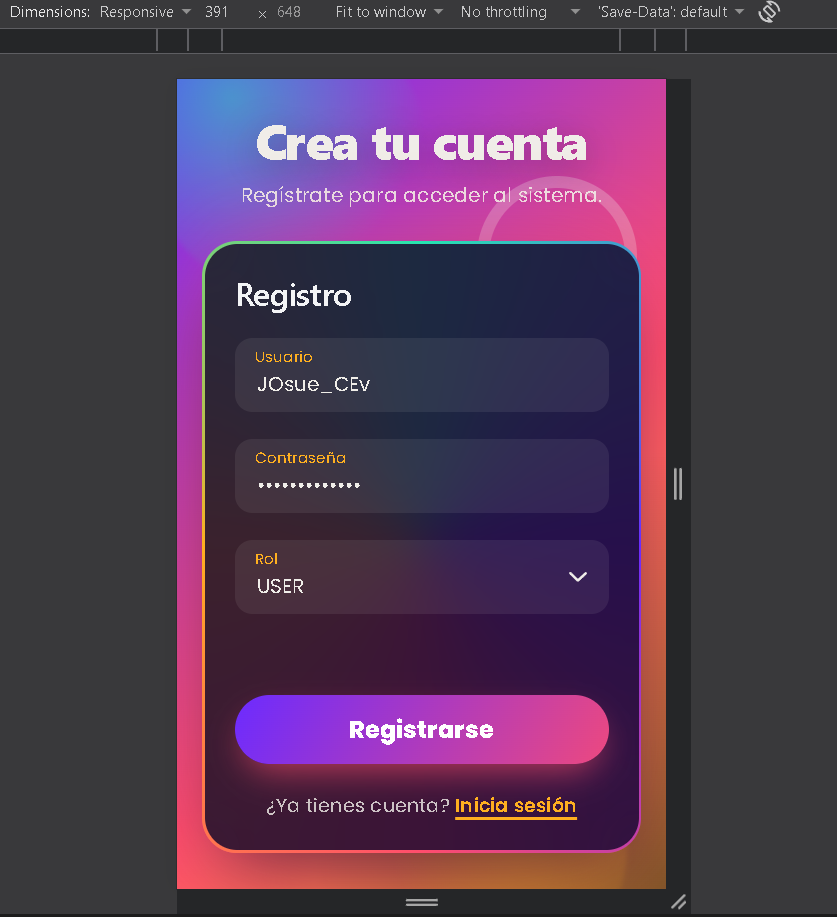 Dimensions: Responsive 391 × 648 Fit to window No throttling 'Save-Data': default
Crea tu cuenta
Regístrate para acceder al sistema.
Registro
Usuario
JOsue_CEv
Contraseña
•••••••••••••
Rol
USER
Registrarse
¿Ya tienes cuenta? Inicia sesión